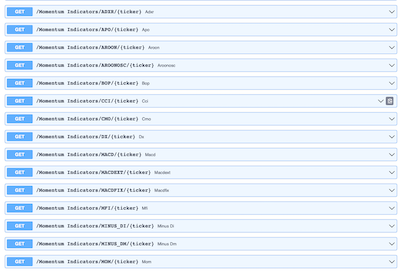 GET /Momentum Indicators/ADXR/{ticker} Adxr
GET /Momentum Indicators/APO/{ticker} Apo
GET /Momentum Indicators/AROON/{ticker} Aroon
GET /Momentum Indicators/AROONOSC/{ticker} Aroonosc
GET /Momentum Indicators/BOP/{ticker} Bop
GET /Momentum Indicators/CCI/{ticker} Cci
GET /Momentum Indicators/CMO/{ticker} Cmo
GET /Momentum Indicators/DX/{ticker} Dx
GET /Momentum Indicators/MACD/{ticker} Macd
GET /Momentum Indicators/MACDEXT/{ticker} Macdext
GET /Momentum Indicators/MACDFIX/{ticker} Macdfix
GET /Momentum Indicators/MFI/{ticker} Mfi
GET /Momentum Indicators/MINUS_DI/{ticker} Minus Di
GET /Momentum Indicators/MINUS_DM/{ticker} Minus Dm
GET /Momentum Indicators/MOM/{ticker} Mom